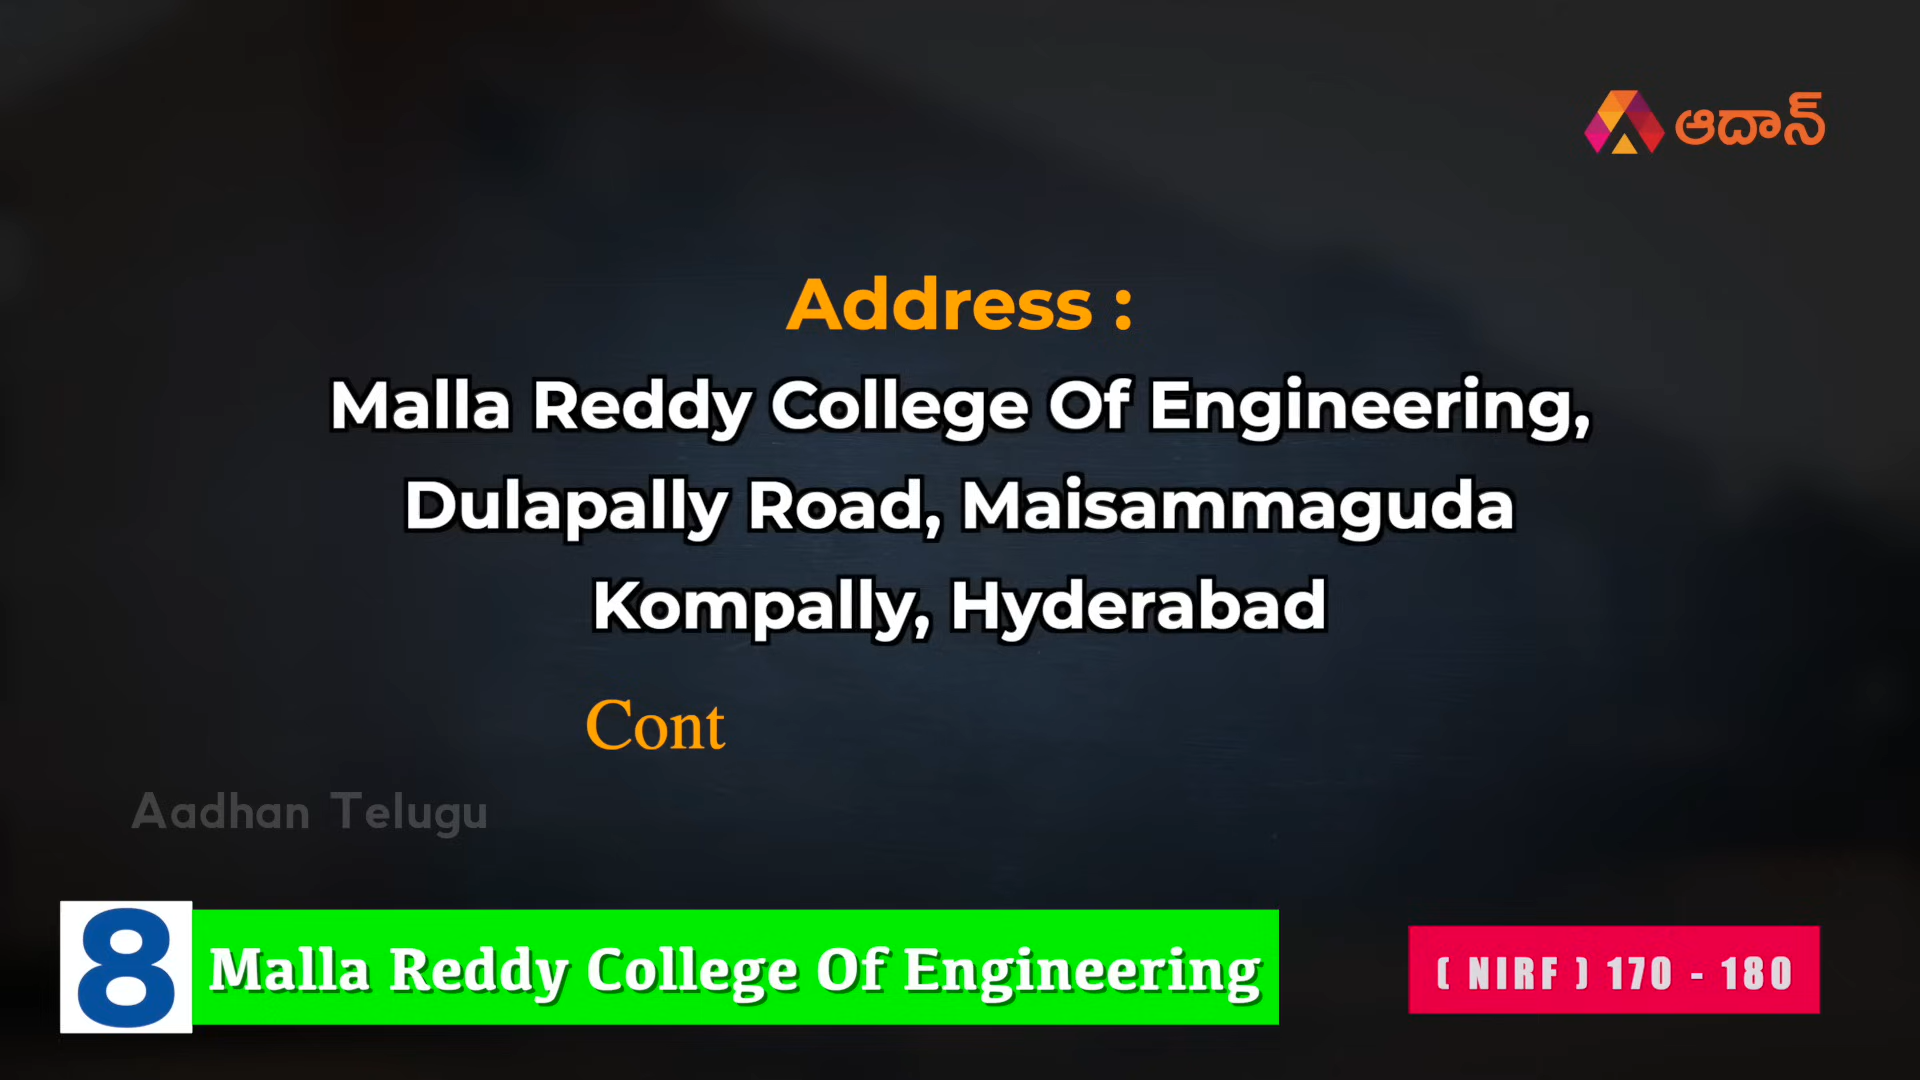 ఆదాన్
Address :
Malla Reddy College Of Engineering,
Dulapally Road, Maisammaguda
Kompally, Hyderabad
Cont
Aadhan Telugu
8
Malla Reddy College Of Engineering
( NIRF ) 170 - 180